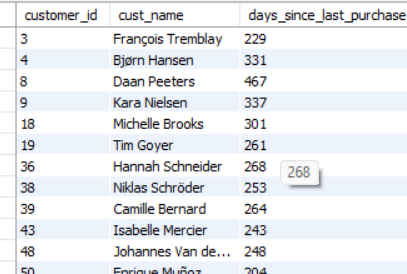 customer_id cust_name days_since_last_purchase
3 François Tremblay 229
4 Bjørn Hansen 331
8 Daan Peeters 467
9 Kara Nielsen 337
18 Michelle Brooks 301
19 Tim Goyer 261
36 Hannah Schneider 268 268
38 Niklas Schröder 253
39 Camille Bernard 264
43 Isabelle Mercier 243
48 Johannes Van de... 248
50 Enrique Muñoz 204